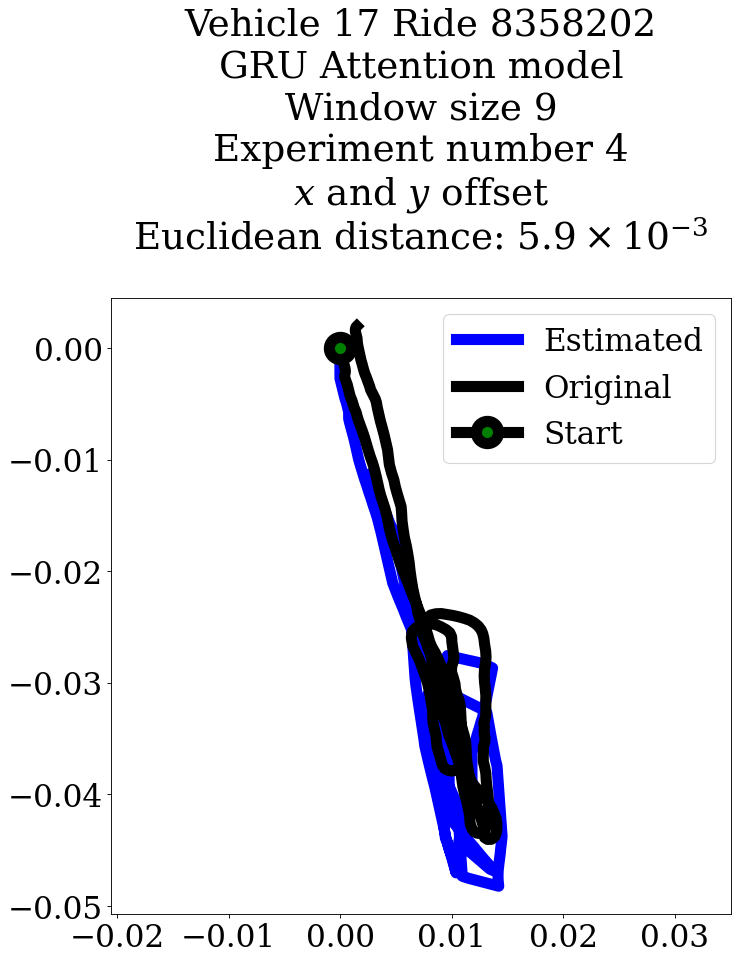 Vehicle 17 Ride 8358202
GRU Attention model
Window size 9
Experiment number 4
x and y offset
Euclidean distance: 5.9 × 10⁻³
Estimated
Original
Start
0.00
−0.01
−0.02
−0.03
−0.04
−0.05
−0.02 −0.01 0.00 0.01 0.02 0.03